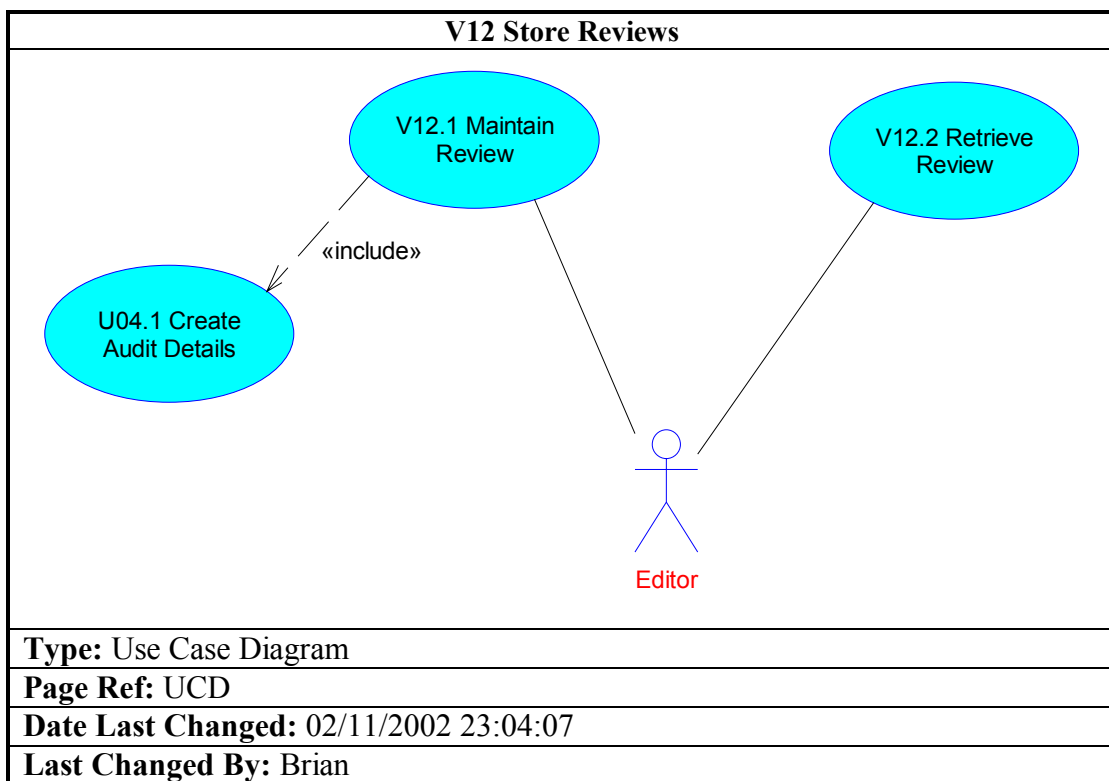 V12 Store Reviews
V12.1 Maintain
Review
V12.2 Retrieve
Review
«include»
U04.1 Create
Audit Details
Editor
Type: Use Case Diagram
Page Ref: UCD
Date Last Changed: 02/11/2002 23:04:07
Last Changed By: Brian